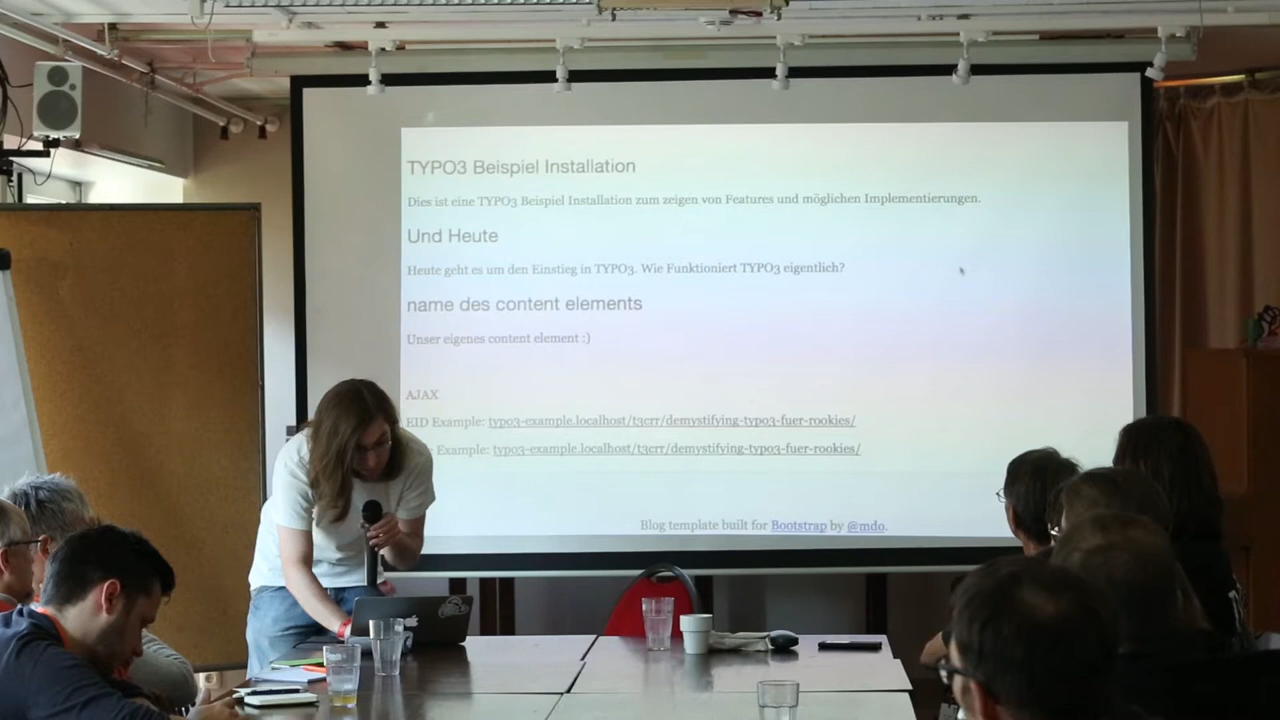 TYPO3 Beispiel Installation
Dies ist eine TYPO3 Beispiel Installation zum zeigen von Features und möglichen Implementierungen.
Und Heute
Heute geht es um den Einstieg in TYPO3. Wie Funktioniert TYPO3 eigentlich?
name des content elements
Unser eigenes content element :)
AJAX
EID Example: typo3-example.localhost/t3crr/demystifying-typo3-fuer-rookies/
Example: typo3-example.localhost/t3crr/demystifying-typo3-fuer-rookies/
Blog template built for Bootstrap by @mdo.